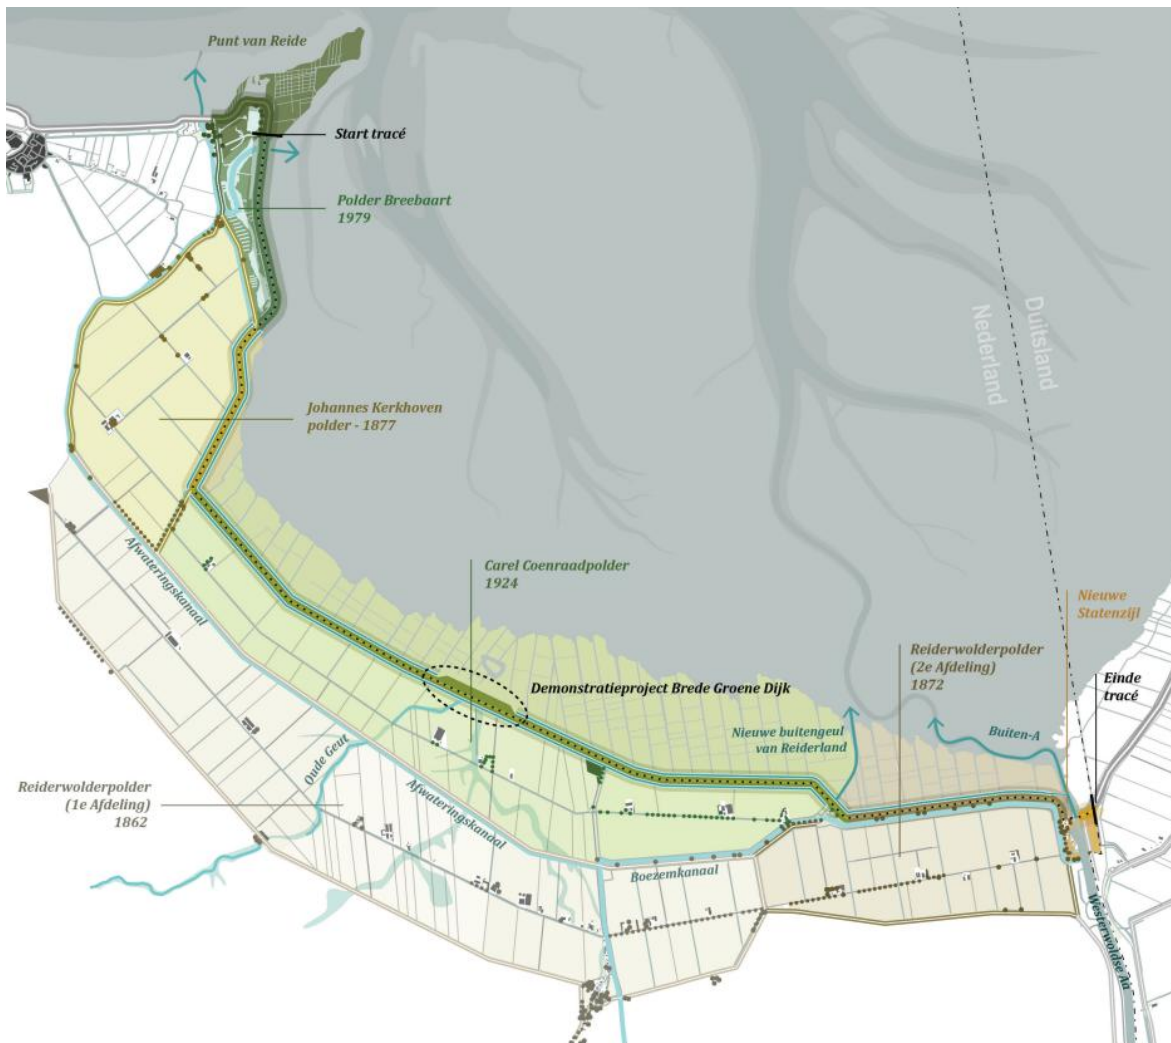 Punt van Reide
Start tracé
Polder Breebaart
1979
Duitsland
Nederland
Johannes Kerkhoven
polder - 1877
Afwateringskanaal
Carel Coenraadpolder
1924
Nieuwe
Statenzijl
Reiderwolderpolder
(2e Afdeling)
1872
Einde
tracé
Demonstratieproject Brede Groene Dijk
Nieuwe buitengeul
van Reiderland
Buiten-A
Oude Geut
Reiderwolderpolder
(1e Afdeling)
1862
Afwateringskanaal
Boezemkanaal
Westerwoldse Aa